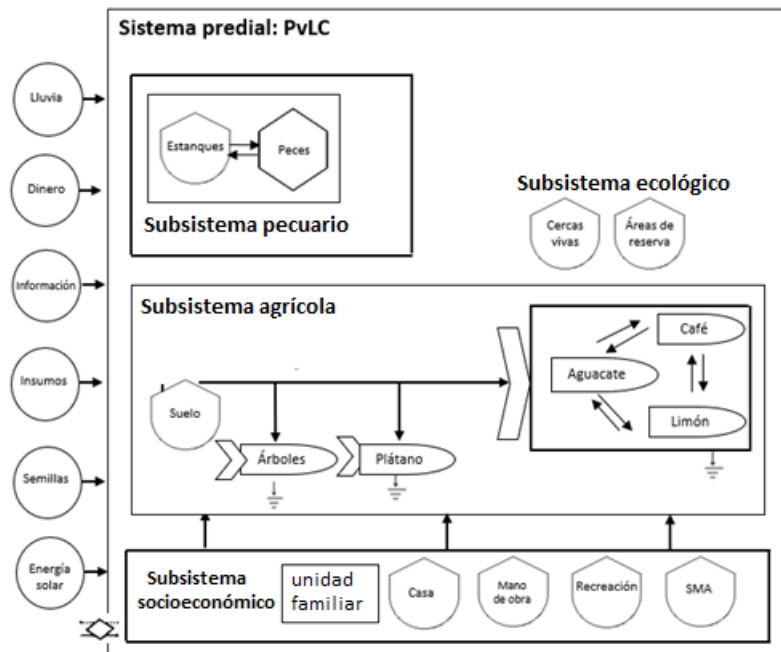 Sistema predial: PvLC
Lluvia
Dinero
Información
Insumos
Semillas
Energía
solar
Estanques
Peces
Subsistema pecuario
Subsistema ecológico
Cercas
vivas
Áreas de
reserva
Subsistema agrícola
Suelo
Árboles
Plátano
Café
Aguacate
Limón
Subsistema
socioeconómico
unidad
familiar
Casa
Mano
de obra
Recreación
SMA